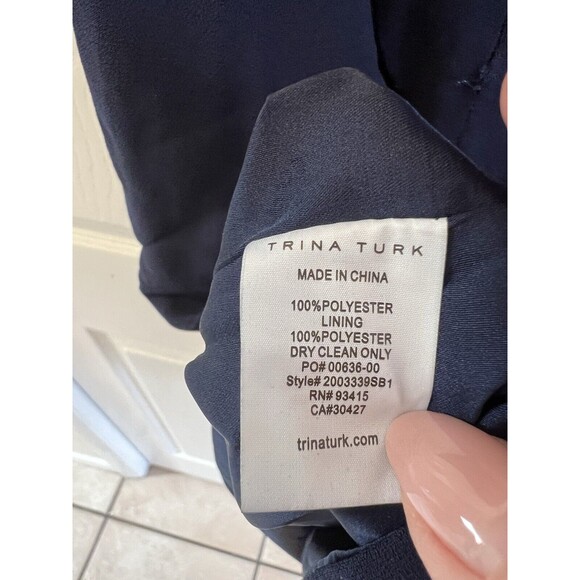 TRINA TURK
MADE IN CHINA
100%POLYESTER
LINING
100%POLYESTER
DRY CLEAN ONLY
PO# 00636-00
Style# 2003339SB1
RN# 93415
CA#30427
trinaturk.com